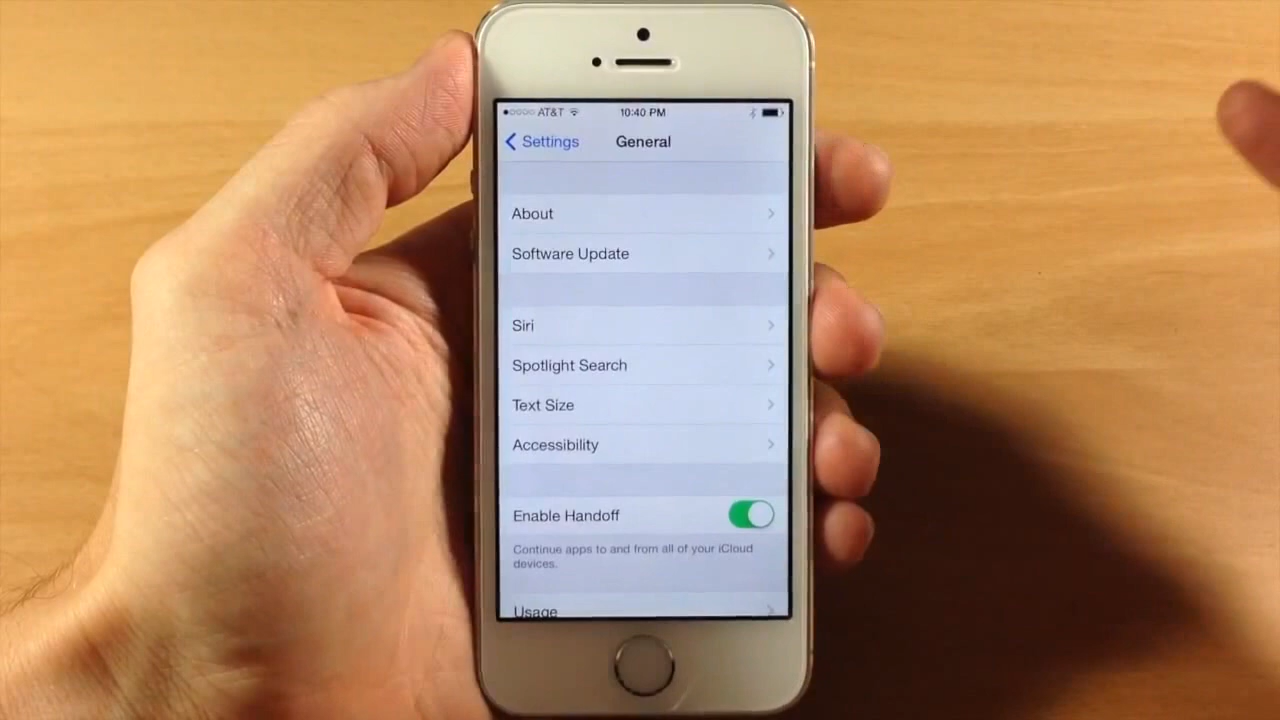 AT&T 10:40 PM
Settings General
About
Software Update
Siri
Spotlight Search
Text Size
Accessibility
Enable Handoff
Continue apps to and from all of your iCloud
devices.
Usage